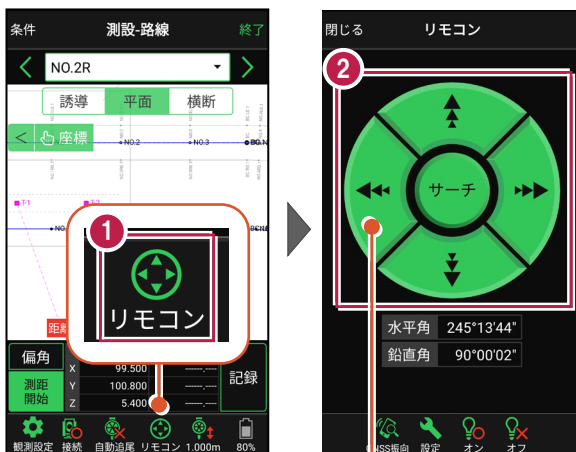 条件 測設-路線 終了
< NO.2R >
誘導 平面 横断
< 座標
NO.2 NO.3
T-1
1
リモコン
偏角
測距
開始
X 99.500 -----.---
Y 100.800 -----.---
Z 5.400 -----.---
記録
観測設定 接続 自動追尾 リモコン 1.000m 80%
閉じる リモコン
2
サーチ
水平角 245°13'44"
鉛直角 90°00'02"
設定 オン オフ